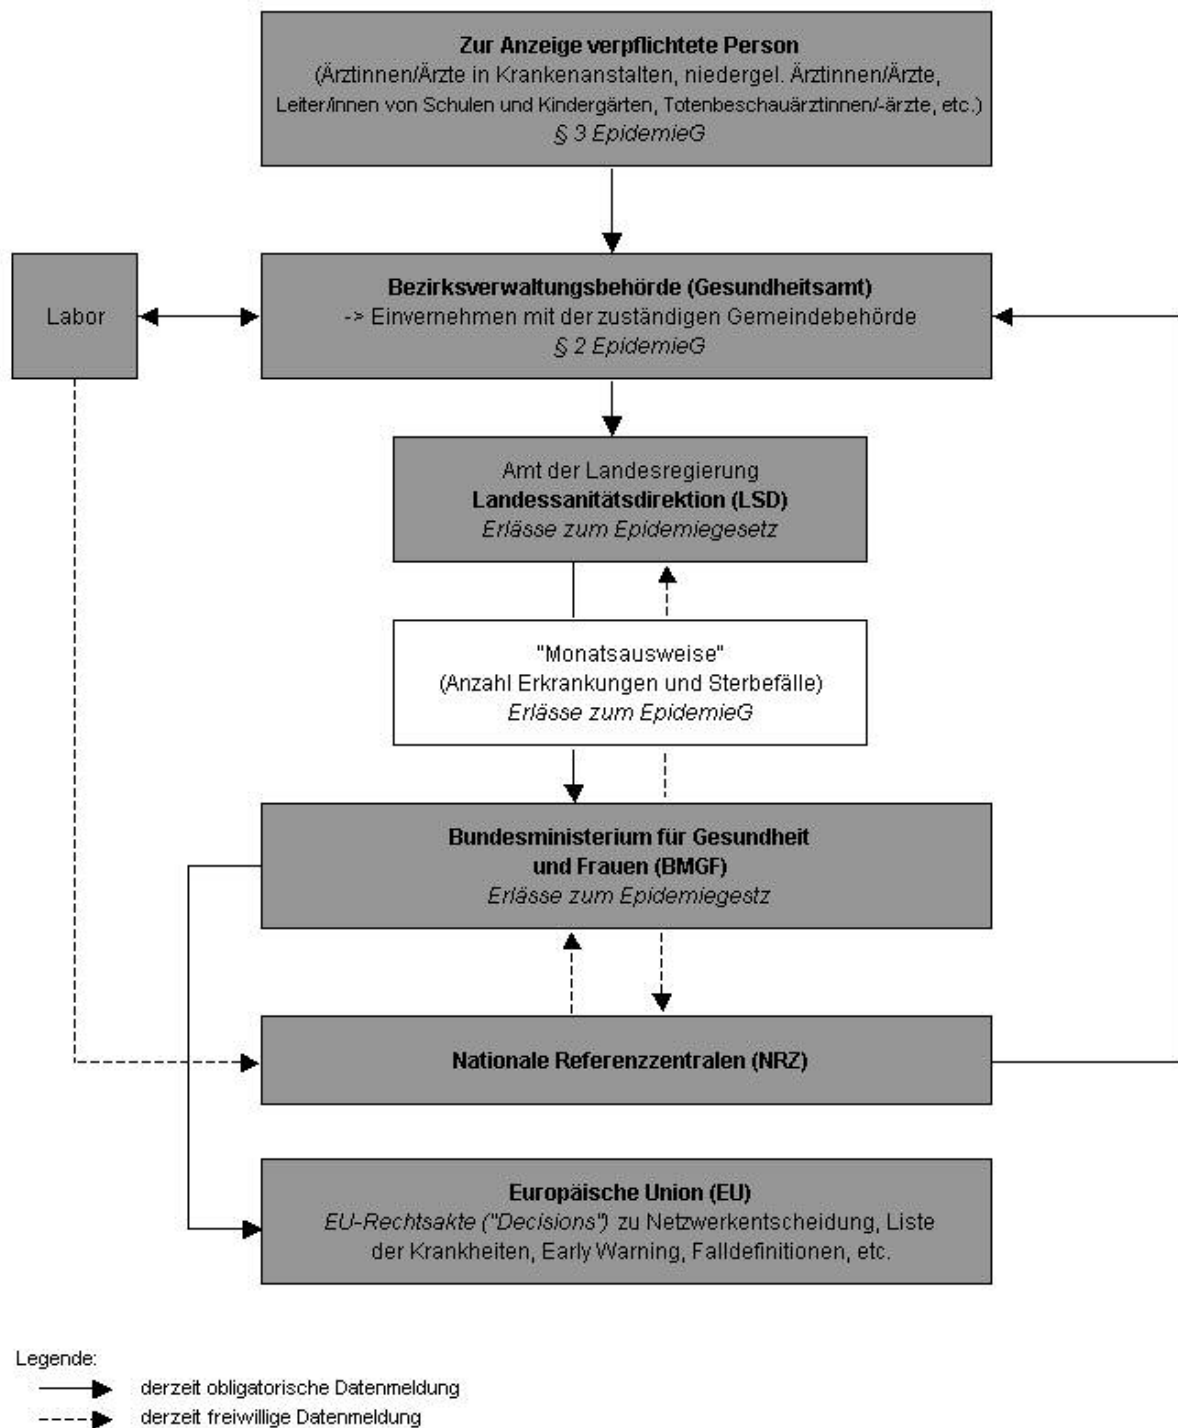 Zur Anzeige verpflichtete Person
(Ärztinnen/Ärzte in Krankenanstalten, niedergel. Ärztinnen/Ärzte,
Leiter/innen von Schulen und Kindergärten, Totenbeschauärztinnen/-ärzte, etc.)
§ 3 EpidemieG
Labor
Bezirksverwaltungsbehörde (Gesundheitsamt)
-> Einvernehmen mit der zuständigen Gemeindebehörde
§ 2 EpidemieG
Amt der Landesregierung
Landessanitätsdirektion (LSD)
Erlässe zum Epidemiegesetz
"Monatsausweise"
(Anzahl Erkrankungen und Sterbefälle)
Erlässe zum EpidemieG
Bundesministerium für Gesundheit
und Frauen (BMGF)
Erlässe zum Epidemiegestz
Nationale Referenzzentralen (NRZ)
Europäische Union (EU)
EU-Rechtsakte ("Decisions") zu Netzwerkentscheidung, Liste
der Krankheiten, Early Warning, Falldefinitionen, etc.
Legende:
derzeit obligatorische Datenmeldung
derzeit freiwillige Datenmeldung